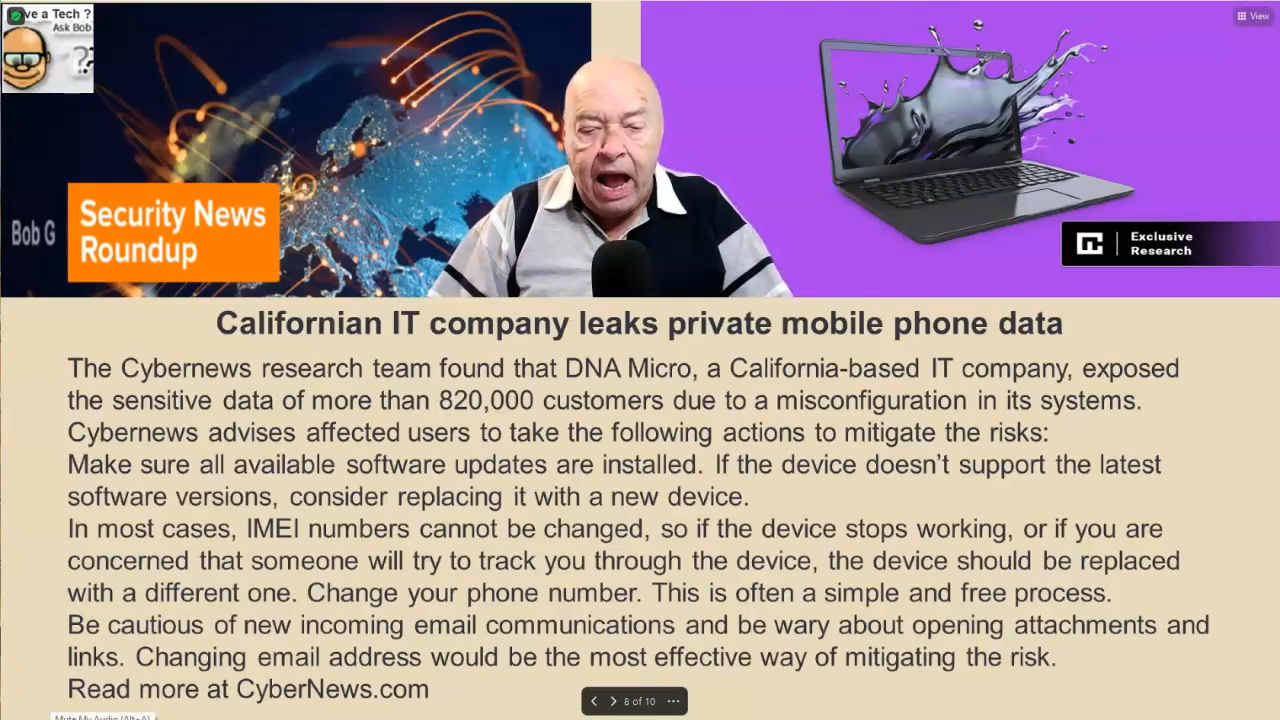 ve a Tech ?
Ask Bob
??
View
Security News
Roundup
Bob G
Exclusive
Research
Californian IT company leaks private mobile phone data
The Cybernews research team found that DNA Micro, a California-based IT company, exposed
the sensitive data of more than 820,000 customers due to a misconfiguration in its systems.
Cybernews advises affected users to take the following actions to mitigate the risks:
Make sure all available software updates are installed. If the device doesn’t support the latest
software versions, consider replacing it with a new device.
In most cases, IMEI numbers cannot be changed, so if the device stops working, or if you are
concerned that someone will try to track you through the device, the device should be replaced
with a different one. Change your phone number. This is often a simple and free process.
Be cautious of new incoming email communications and be wary about opening attachments and
links. Changing email address would be the most effective way of mitigating the risk.
Read more at CyberNews.com
8 of 10
Mute My Audio (Alt+A)